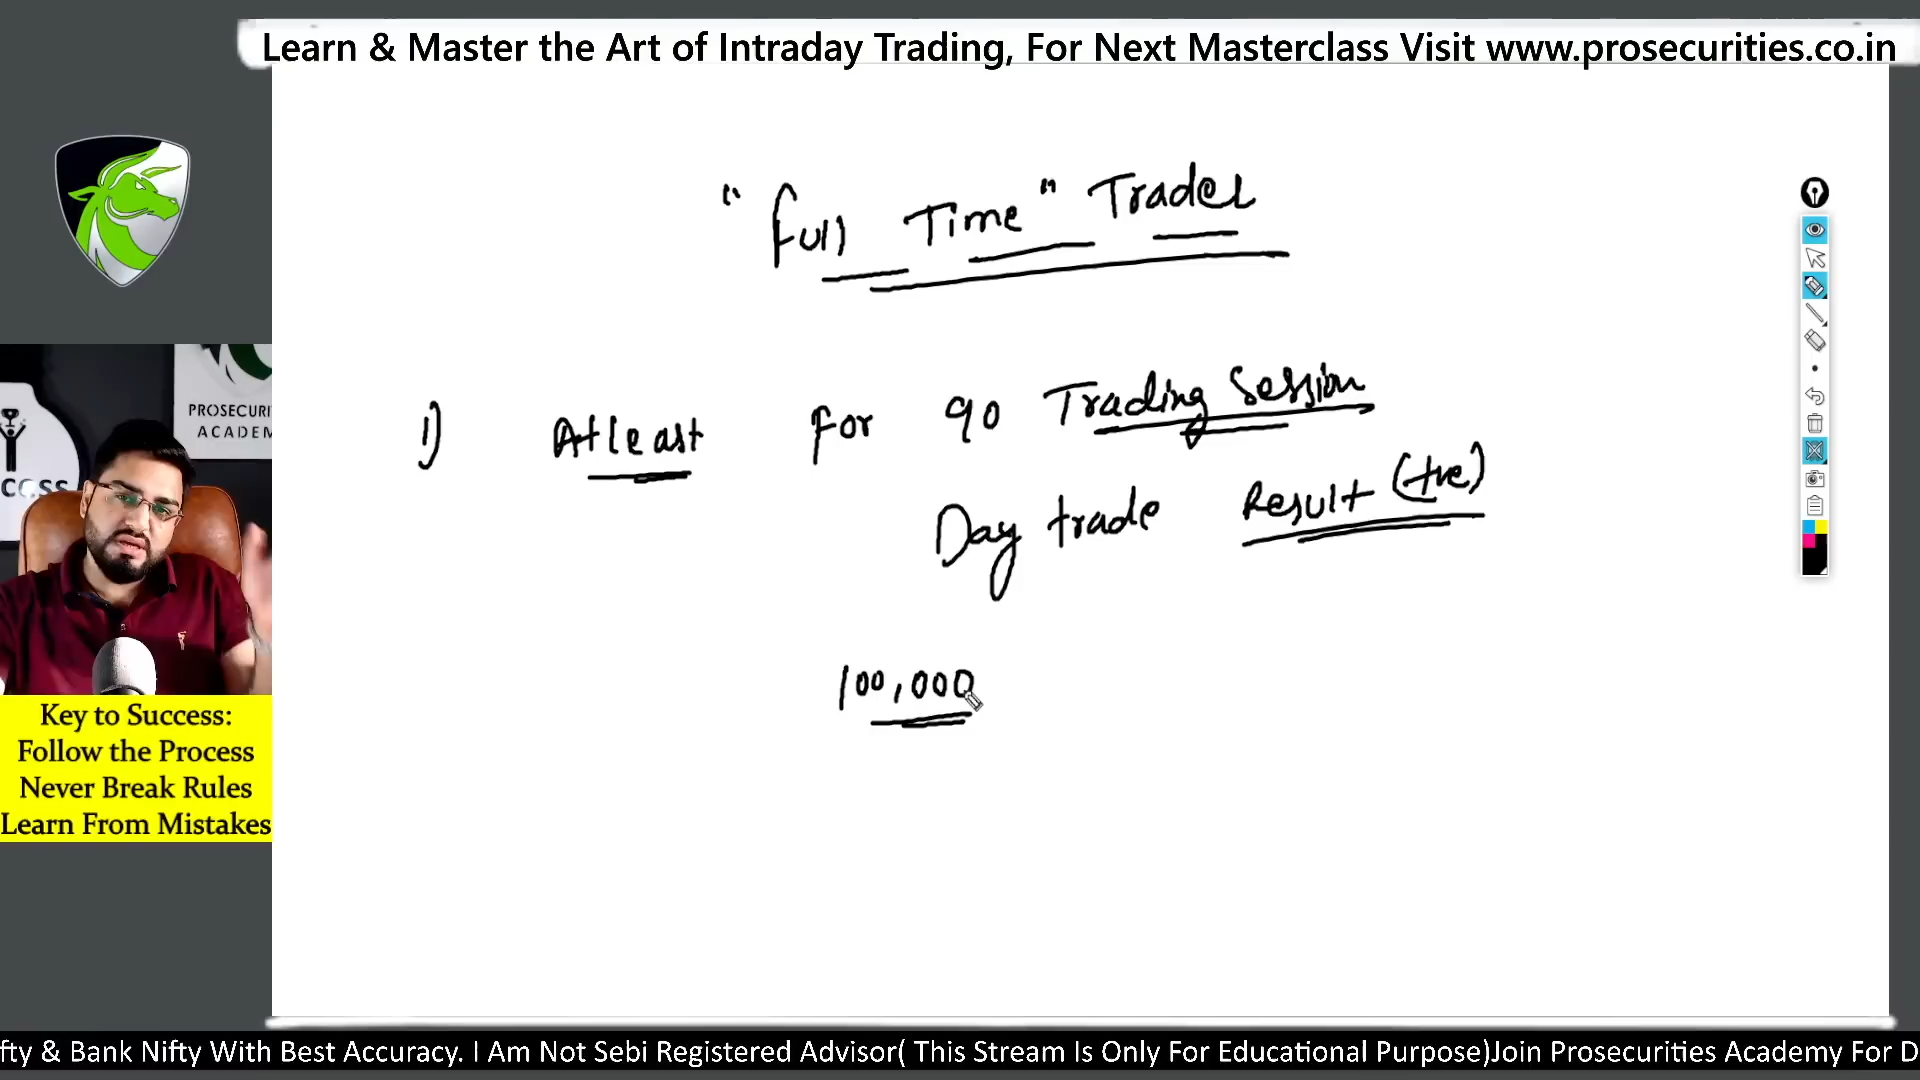 Learn & Master the Art of Intraday Trading, For Next Masterclass Visit www.prosecurities.co.in
"Full Time" Trader
1) Atleast For 90 Trading Session
Day trade Result (+ve)
100,000
PROSECURI
ACADEM
CCESS
Key to Success:
Follow the Process
Never Break Rules
Learn From Mistakes
fty & Bank Nifty With Best Accuracy. I Am Not Sebi Registered Advisor( This Stream Is Only For Educational Purpose)Join Prosecurities Academy For D